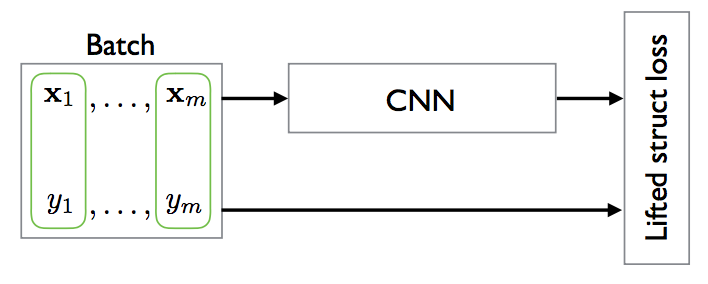 Batch
x₁ , . . . , xₘ
CNN
y₁ , . . . , yₘ
Lifted struct loss